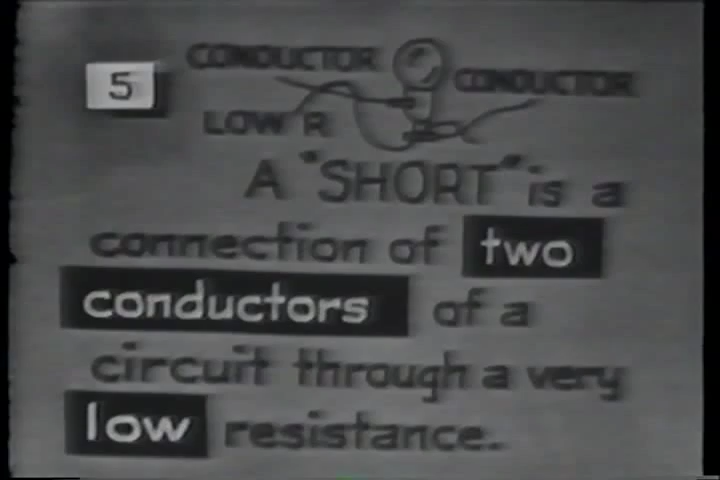 5
CONDUCTOR
CONDUCTOR
LOW R
A "SHORT" is a
connection of two
conductors of a
circuit through a very
low resistance.